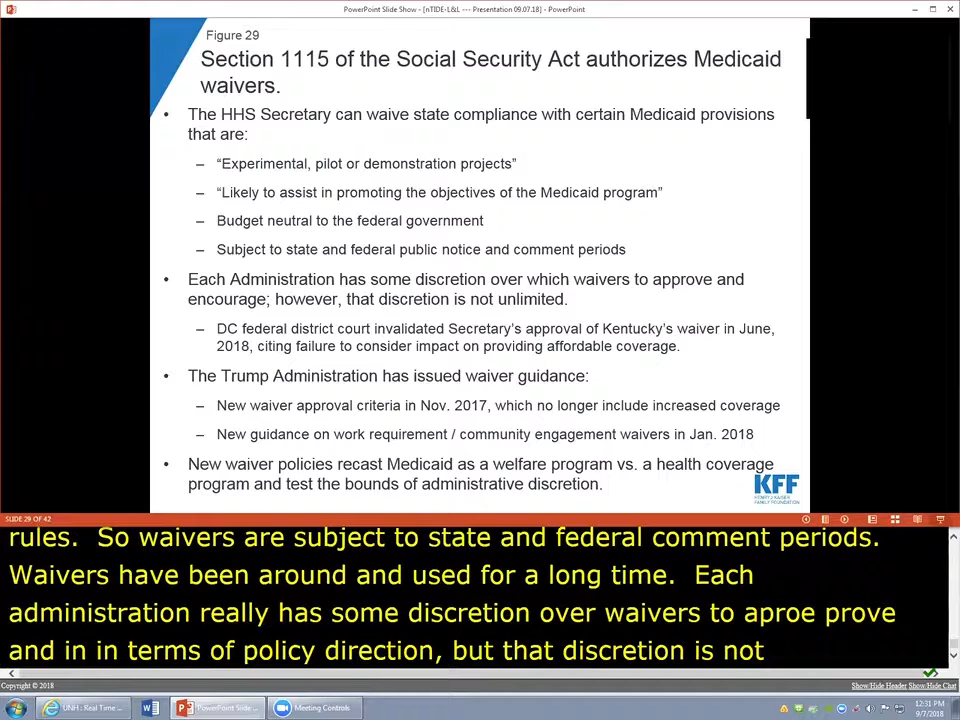 PowerPoint Slide Show - [nTIDE-L&L --- Presentation 09.07.18] - PowerPoint
Figure 29
Section 1115 of the Social Security Act authorizes Medicaid
waivers.
• The HHS Secretary can waive state compliance with certain Medicaid provisions
that are:
– “Experimental, pilot or demonstration projects”
– “Likely to assist in promoting the objectives of the Medicaid program”
– Budget neutral to the federal government
– Subject to state and federal public notice and comment periods
• Each Administration has some discretion over which waivers to approve and
encourage; however, that discretion is not unlimited.
– DC federal district court invalidated Secretary’s approval of Kentucky’s waiver in June,
2018, citing failure to consider impact on providing affordable coverage.
• The Trump Administration has issued waiver guidance:
– New waiver approval criteria in Nov. 2017, which no longer include increased coverage
– New guidance on work requirement / community engagement waivers in Jan. 2018
• New waiver policies recast Medicaid as a welfare program vs. a health coverage
program and test the bounds of administrative discretion.
KFF
HENRY J KAISER
FAMILY FOUNDATION
SLIDE 29 OF 42
rules. So waivers are subject to state and federal comment periods.
Waivers have been around and used for a long time. Each
administration really has some discretion over waivers to aproe prove
and in in terms of policy direction, but that discretion is not
Copyright © 2018
Show/Hide Header Show/Hide Chat
UNH : Real Time ...
PowerPoint Slide ...
Meeting Controls
12:31 PM
9/7/2018